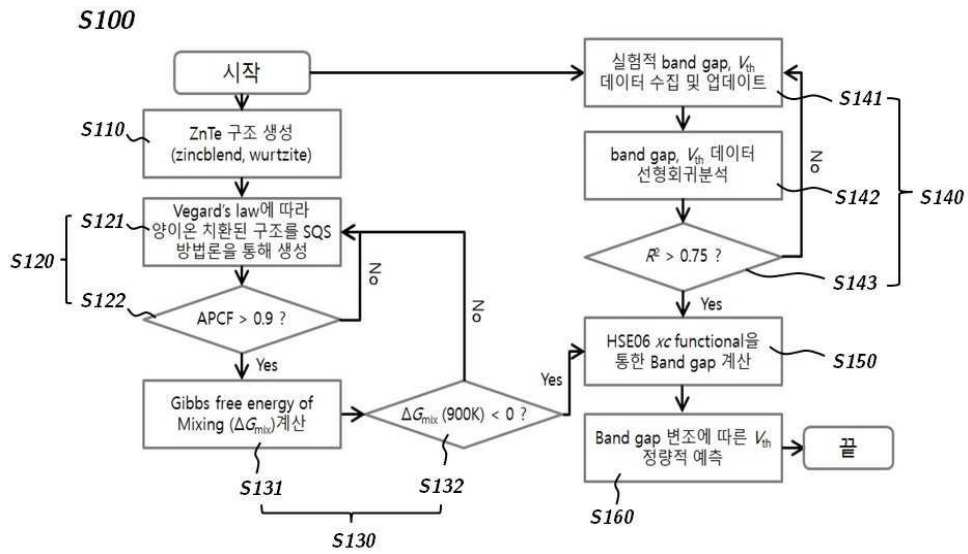 S100
시작
S110
ZnTe 구조 생성
(zincblend, wurtzite)
S120
S121
Vegard's law에 따라
양이온 치환된 구조를 SQS
방법론을 통해 생성
S122
APCF > 0.9 ?
No
Yes
Gibbs free energy of
Mixing (ΔGmix)계산
S131
ΔGmix (900K) < 0 ?
No
Yes
S132
S130
실험적 band gap, Vth
데이터 수집 및 업데이트
S141
band gap, Vth 데이터
선형회귀분석
S142
No
S140
R² > 0.75 ?
S143
Yes
HSE06 xc functional을
통한 Band gap 계산
S150
Band gap 변조에 따른 Vth
정량적 예측
S160
끝